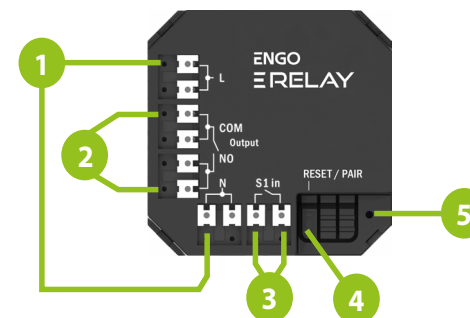 1
ENGO
ERELAY
L
COM
Output
2
NO
RESET / PAIR
N
S1 in
5
3
4